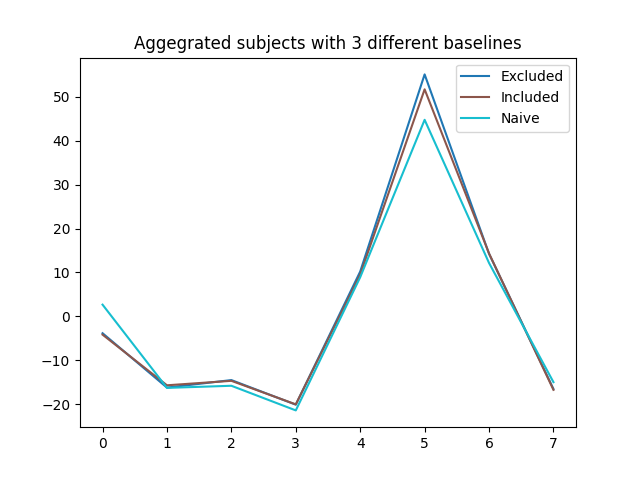 Aggegrated subjects with 3 different baselines
Excluded
Included
Naive
50
40
30
20
10
0
−10
−20
0 1 2 3 4 5 6 7